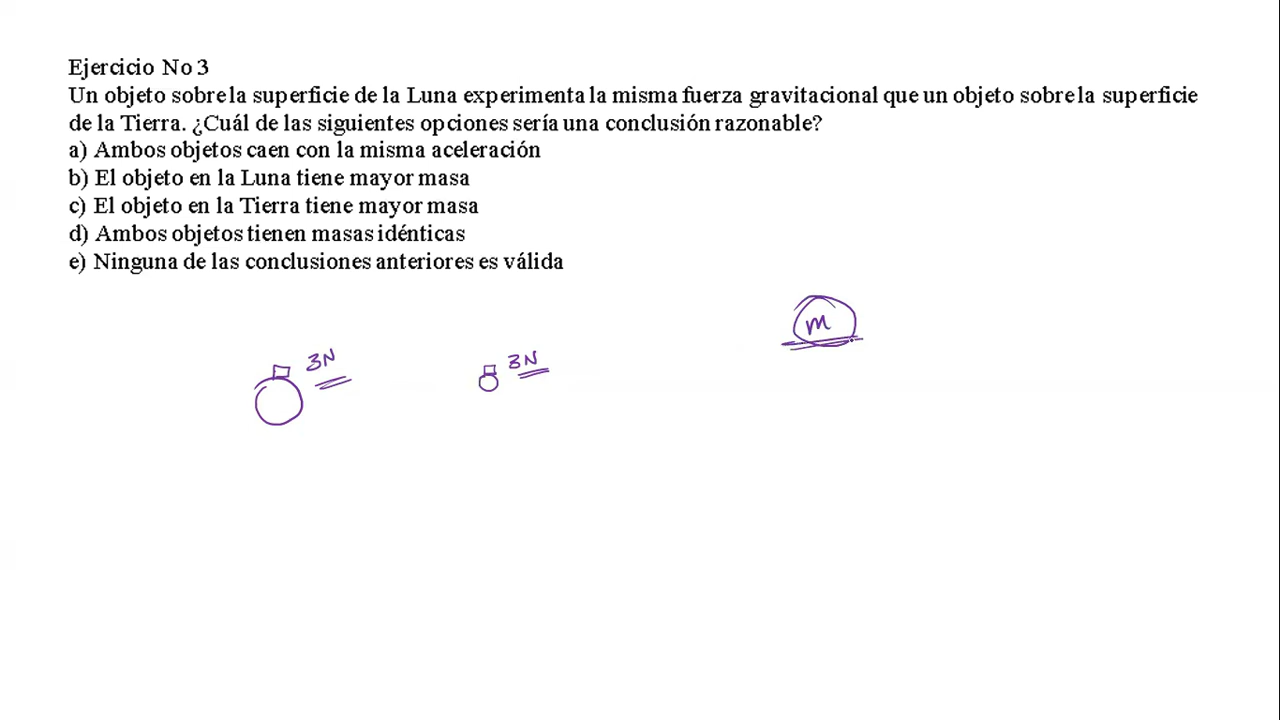 Ejercicio No 3
Un objeto sobre la superficie de la Luna experimenta la misma fuerza gravitacional que un objeto sobre la superficie
de la Tierra. ¿Cuál de las siguientes opciones sería una conclusión razonable?
a) Ambos objetos caen con la misma aceleración
b) El objeto en la Luna tiene mayor masa
c) El objeto en la Tierra tiene mayor masa
d) Ambos objetos tienen masas idénticas
e) Ninguna de las conclusiones anteriores es válida
m
3N 3N